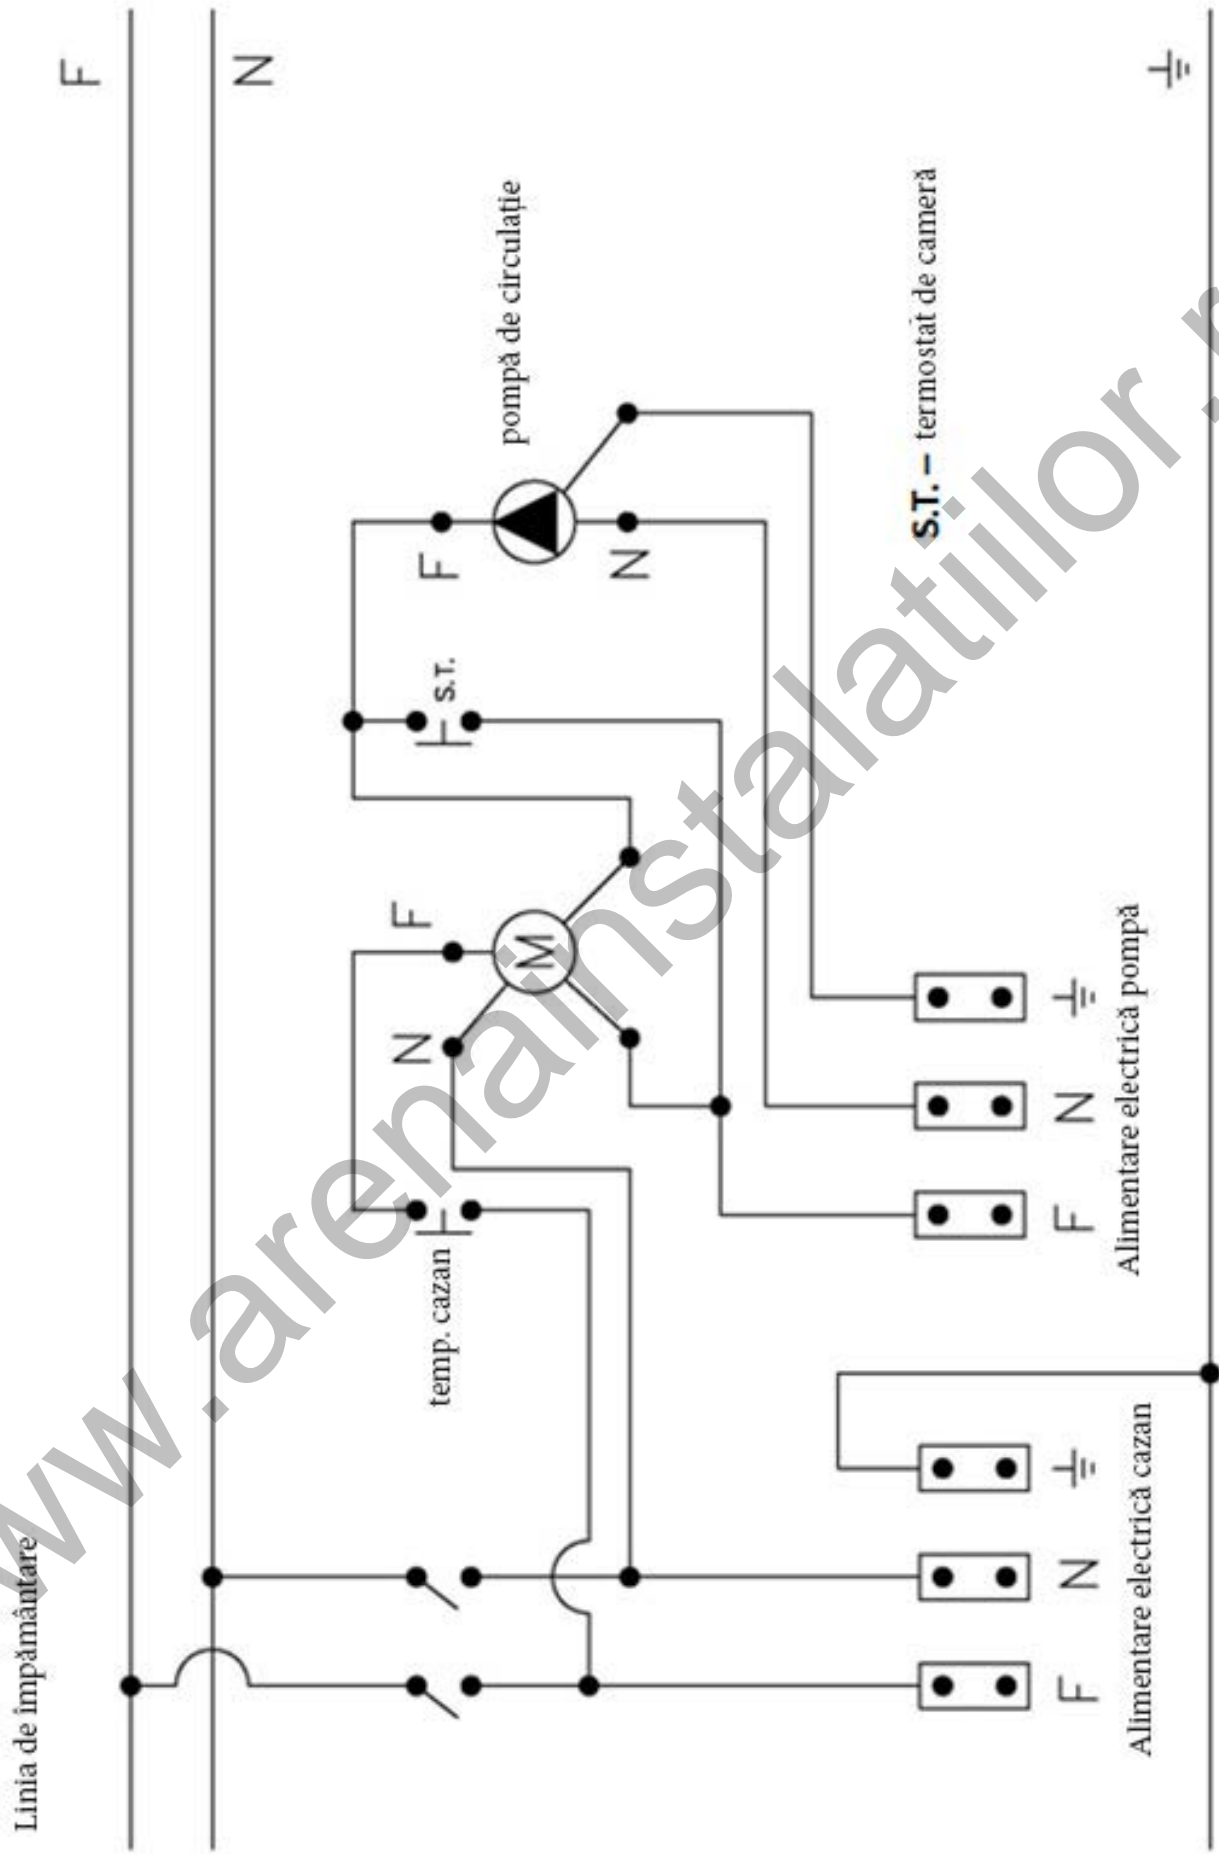 Linia de împământare
F
N
pompă de circulație
F
N
S.T.
F
N
M
temp. cazan
S.T. – termostat de cameră
F
N
Alimentare electrică pompă
F
N
Alimentare electrică cazan
www.arenainstalatiilor.r